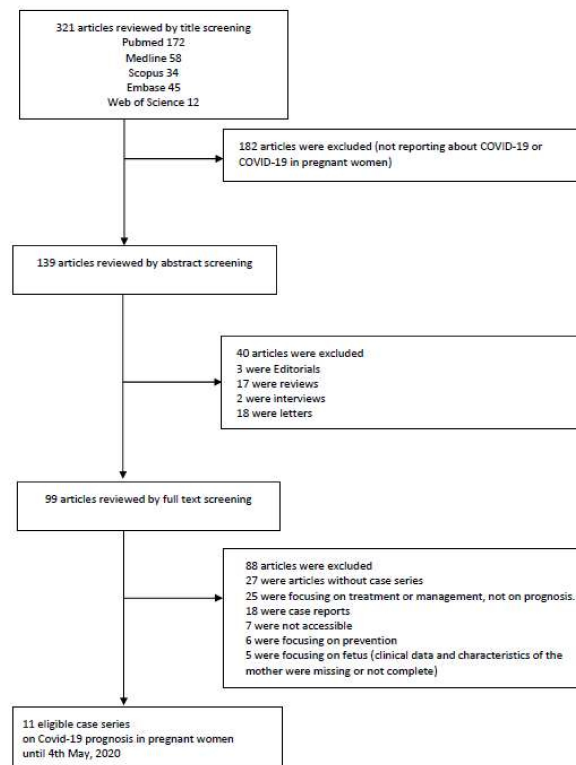 321 articles reviewed by title screening
Pubmed 172
Medline 58
Scopus 34
Embase 45
Web of Science 12
182 articles were excluded (not reporting about COVID-19 or
COVID-19 in pregnant women)
139 articles reviewed by abstract screening
40 articles were excluded
3 were Editorials
17 were reviews
2 were interviews
18 were letters
99 articles reviewed by full text screening
88 articles were excluded
27 were articles without case series
25 were focusing on treatment or management, not on prognosis.
18 were case reports
7 were not accessible
6 were focusing on prevention
5 were focusing on fetus (clinical data and characteristics of the
mother were missing or not complete)
11 eligible case series
on Covid-19 prognosis in pregnant women
until 4th May, 2020